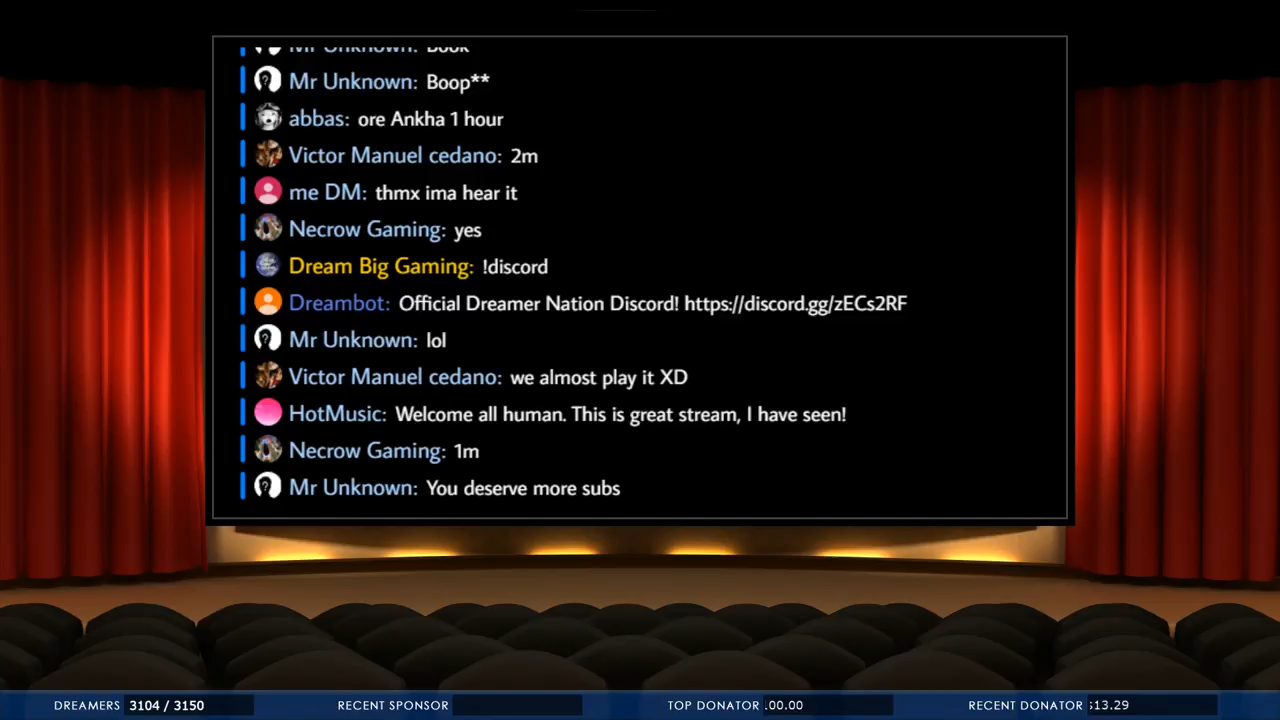 Mr Unknown: Book
Mr Unknown: Boop**
abbas: ore Ankha 1 hour
Victor Manuel cedano: 2m
me DM: thmx ima hear it
Necrow Gaming: yes
Dream Big Gaming: !discord
Dreambot: Official Dreamer Nation Discord! https://discord.gg/zECs2RF
Mr Unknown: lol
Victor Manuel cedano: we almost play it XD
HotMusic: Welcome all human. This is great stream, I have seen!
Necrow Gaming: 1m
Mr Unknown: You deserve more subs
DREAMERS 3104 / 3150 RECENT SPONSOR TOP DONATOR .00.00 RECENT DONATOR $13.29